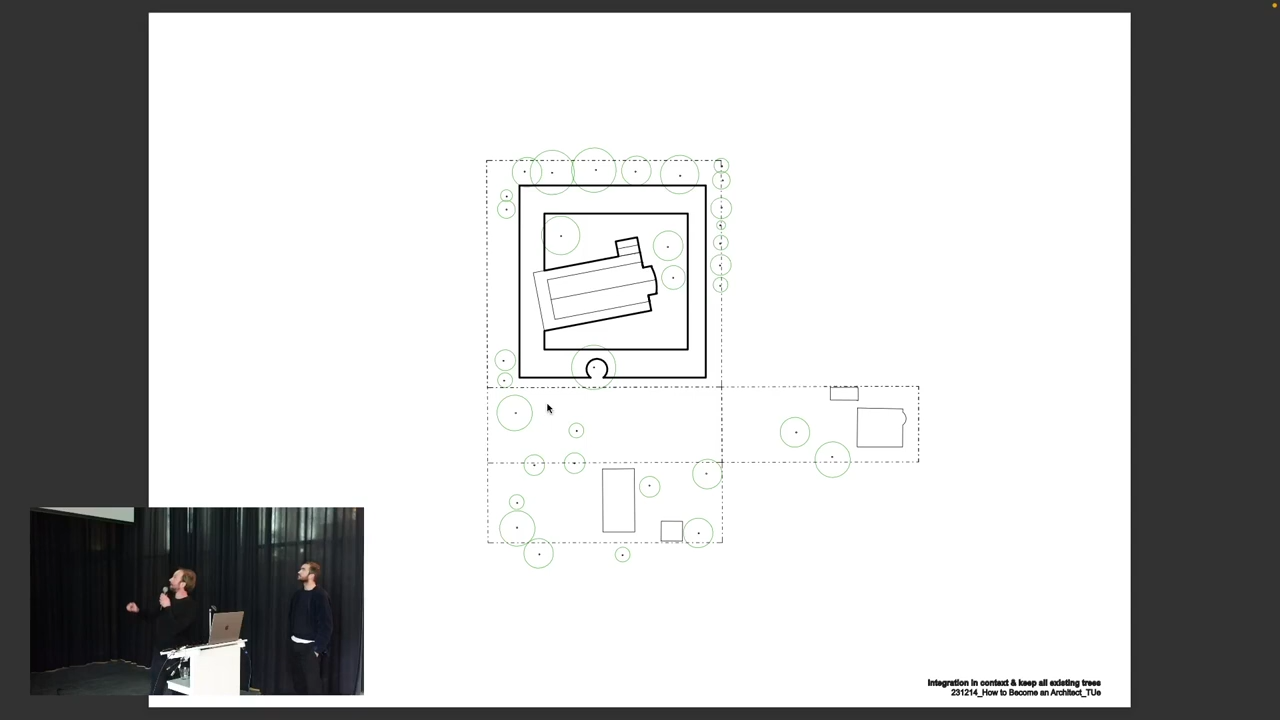 Integration in context & keep all existing trees
231214_How to Become an Architect_TUe